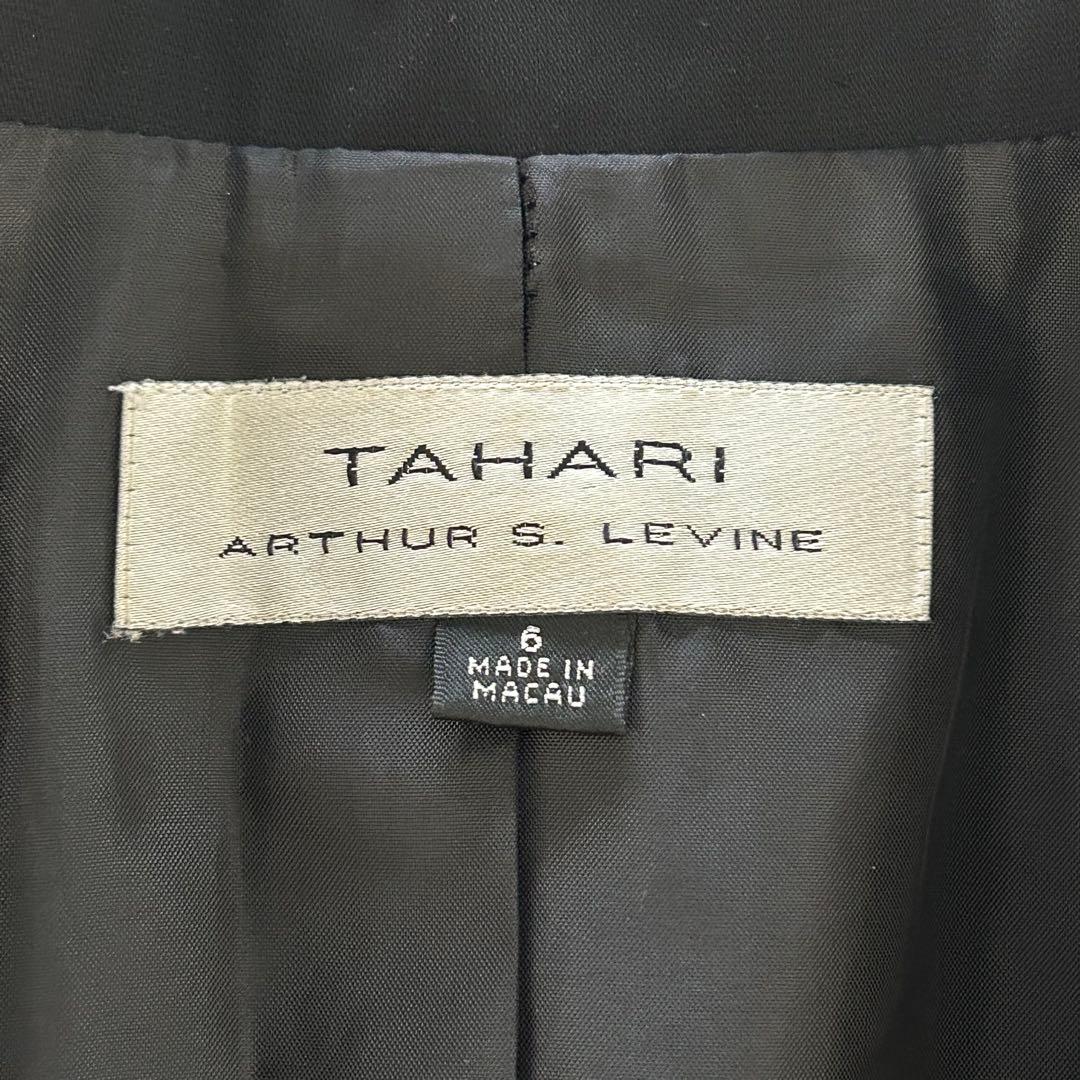 TAHARI
ARTHUR S. LEVINE
6
MADE IN
MACAU